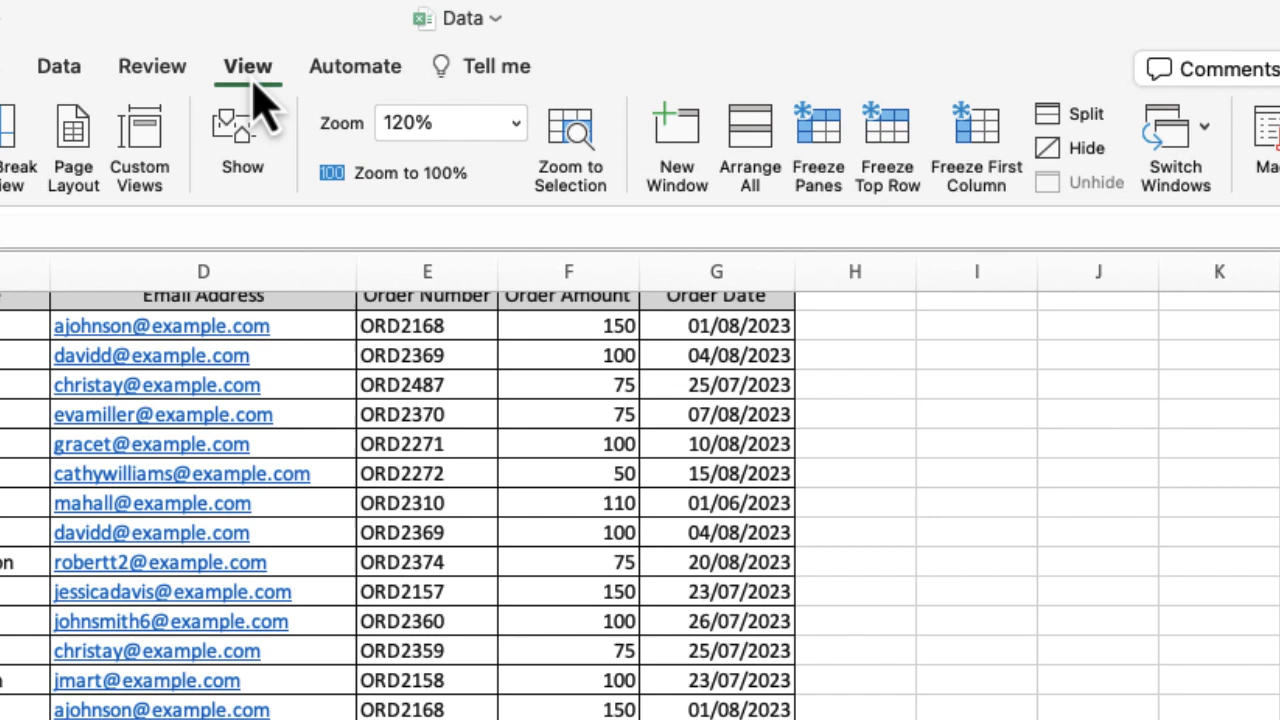 Data
Data Review View Automate Tell me Comments
Page Layout
Custom Views
Show
Zoom 120%
Zoom to 100%
Zoom to Selection
New Window
Arrange All
Freeze Panes
Freeze Top Row
Freeze First Column
Split
Hide
Unhide
Switch Windows
D E F G H I J K
Email Address Order Number Order Amount Order Date
ajohnson@example.com ORD2168 150 01/08/2023
davidd@example.com ORD2369 100 04/08/2023
christay@example.com ORD2487 75 25/07/2023
evamiller@example.com ORD2370 75 07/08/2023
gracet@example.com ORD2271 100 10/08/2023
cathywilliams@example.com ORD2272 50 15/08/2023
mahall@example.com ORD2310 110 01/06/2023
davidd@example.com ORD2369 100 04/08/2023
on robertt2@example.com ORD2374 75 20/08/2023
jessicadavis@example.com ORD2157 150 23/07/2023
johnsmith6@example.com ORD2360 100 26/07/2023
christay@example.com ORD2359 75 25/07/2023
jmart@example.com ORD2158 100 23/07/2023
ajohnson@example.com ORD2168 150 01/08/2023